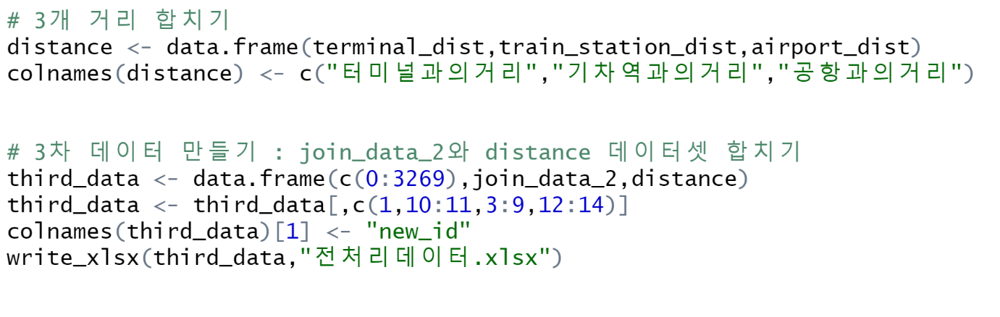 # 3개 거리 합치기
distance <- data.frame(terminal_dist,train_station_dist,airport_dist)
colnames(distance) <- c("터미널과의거리","기차역과의거리","공항과의거리")
# 3차 데이터 만들기 : join_data_2와 distance 데이터셋 합치기
third_data <- data.frame(c(0:3269),join_data_2,distance)
third_data <- third_data[,c(1,10:11,3:9,12:14)]
colnames(third_data)[1] <- "new_id"
write_xlsx(third_data,"전처리데이터.xlsx")